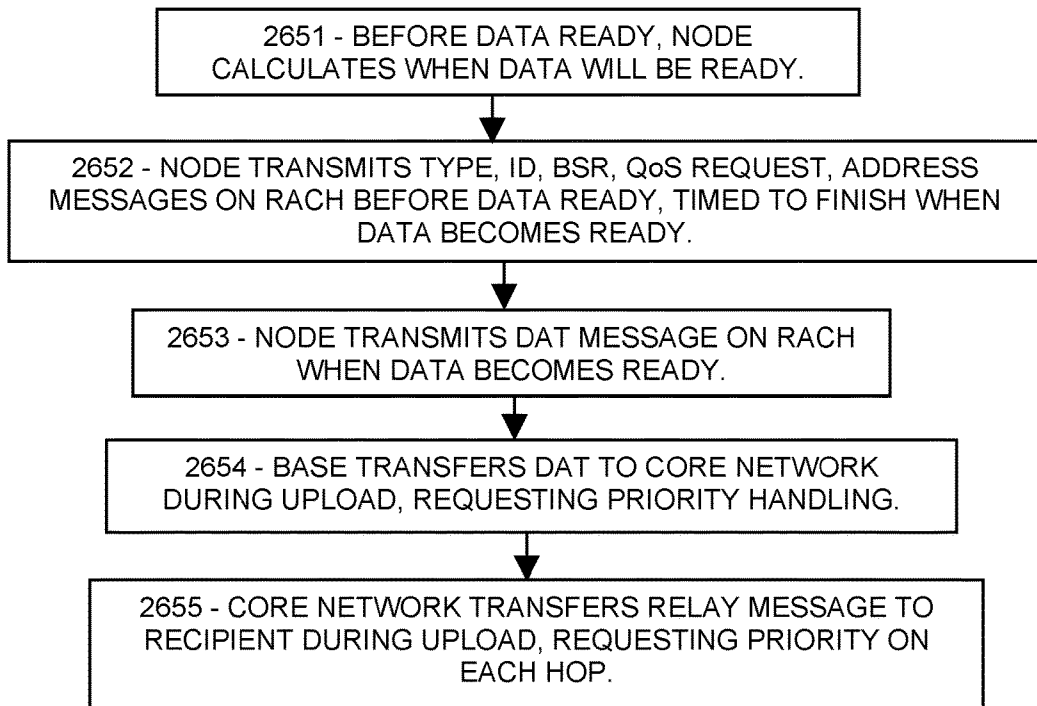 2651 - BEFORE DATA READY, NODE
CALCULATES WHEN DATA WILL BE READY.
2652 - NODE TRANSMITS TYPE, ID, BSR, QoS REQUEST, ADDRESS
MESSAGES ON RACH BEFORE DATA READY, TIMED TO FINISH WHEN
DATA BECOMES READY.
2653 - NODE TRANSMITS DAT MESSAGE ON RACH
WHEN DATA BECOMES READY.
2654 - BASE TRANSFERS DAT TO CORE NETWORK
DURING UPLOAD, REQUESTING PRIORITY HANDLING.
2655 - CORE NETWORK TRANSFERS RELAY MESSAGE TO
RECIPIENT DURING UPLOAD, REQUESTING PRIORITY ON
EACH HOP.